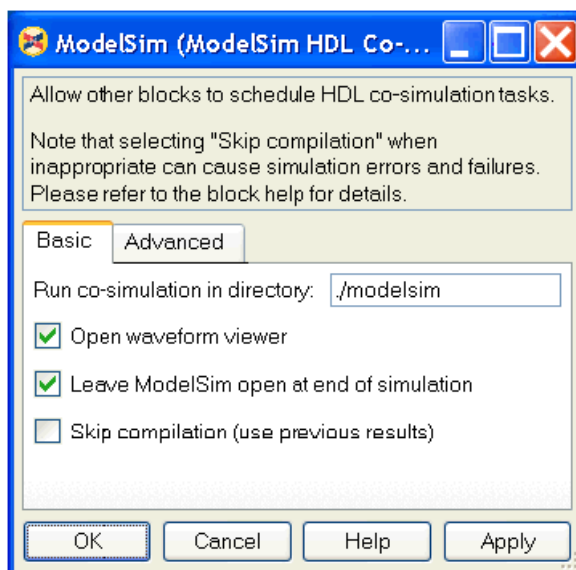 ModelSim (ModelSim HDL Co-...
Allow other blocks to schedule HDL co-simulation tasks.
Note that selecting "Skip compilation" when
inappropriate can cause simulation errors and failures.
Please refer to the block help for details.
Basic Advanced
Run co-simulation in directory: ./modelsim
Open waveform viewer
Leave ModelSim open at end of simulation
Skip compilation (use previous results)
OK Cancel Help Apply